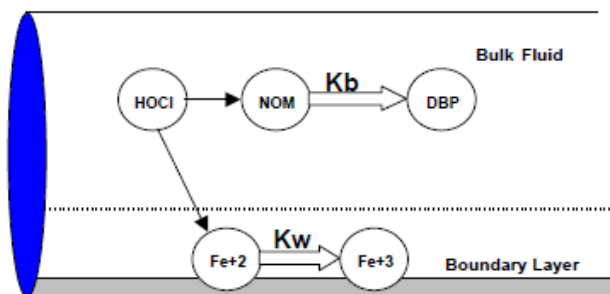 Bulk Fluid
Kb
HOCl
NOM
DBP
Kw
Fe+2
Fe+3
Boundary Layer